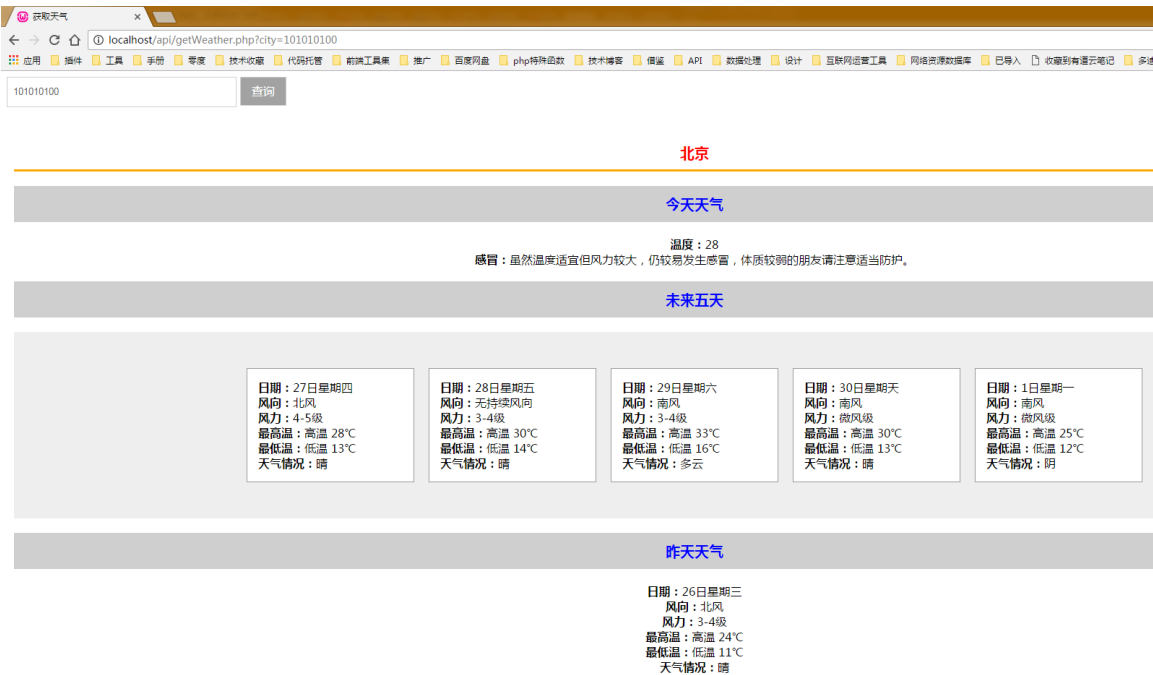 获取天气
localhost/api/getWeather.php?city=101010100
应用 插件 工具 手册 零度 技术收藏 代码托管 前端工具集 推广 百度网盘 php特殊函数 技术博客 借鉴 API 数据处理 设计 互联网运营工具 网络资源数据库 已导入 收藏到有道云笔记
101010100 查询
北京
今天天气
温度：28
感冒：虽然温度适宜但风力较大，仍较易发生感冒，体质较弱的朋友请注意适当防护。
未来五天
日期：27日星期四
风向：北风
风力：4-5级
最高温：高温 28℃
最低温：低温 13℃
天气情况：晴
日期：28日星期五
风向：无持续风向
风力：3-4级
最高温：高温 30℃
最低温：低温 14℃
天气情况：晴
日期：29日星期六
风向：南风
风力：3-4级
最高温：高温 33℃
最低温：低温 16℃
天气情况：多云
日期：30日星期天
风向：南风
风力：微风级
最高温：高温 30℃
最低温：低温 13℃
天气情况：晴
日期：1日星期一
风向：南风
风力：微风级
最高温：高温 25℃
最低温：低温 12℃
天气情况：阴
昨天天气
日期：26日星期三
风向：北风
风力：3-4级
最高温：高温 24℃
最低温：低温 11℃
天气情况：晴